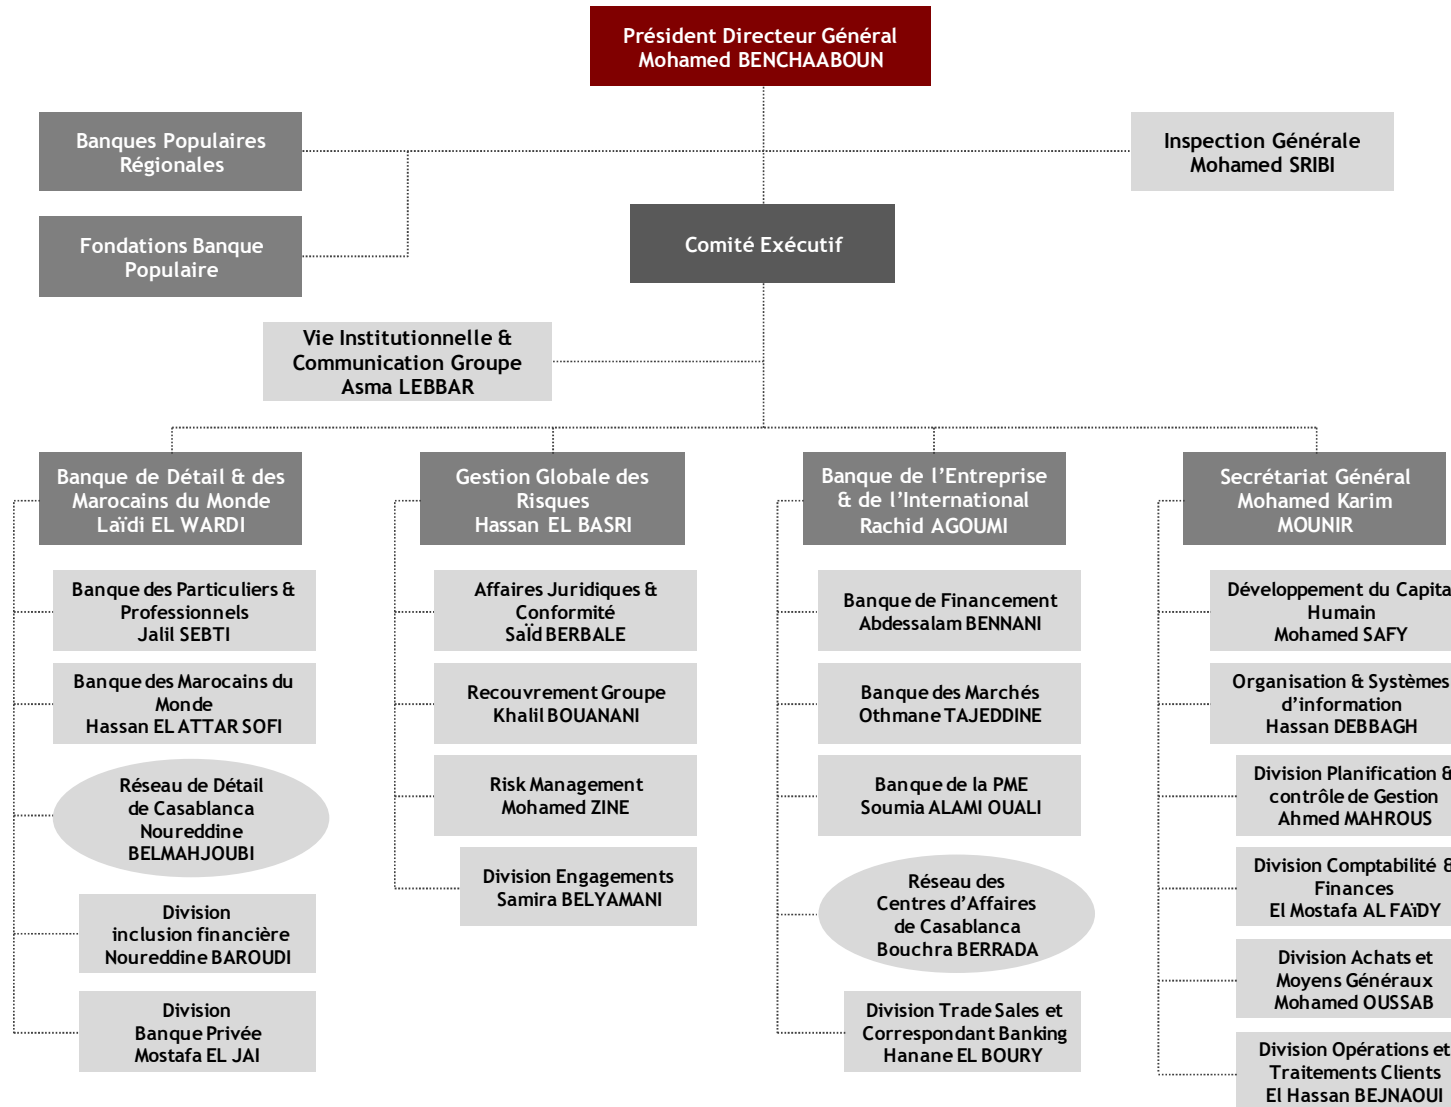 Président Directeur Général
Mohamed BENCHAABOUN
Banques Populaires
Régionales
Inspection Générale
Mohamed SRIBI
Fondations Banque
Populaire
Comité Exécutif
Vie Institutionnelle &
Communication Groupe
Asma LEBBAR
Banque de Détail & des
Marocains du Monde
Laïdi EL WARDI
Banque des Particuliers &
Professionnels
Jalil SEBTI
Banque des Marocains du
Monde
Hassan EL ATTAR SOFI
Réseau de Détail
de Casablanca
Noureddine
BELMAHJOUBI
Division
inclusion financière
Noureddine BAROUDI
Division
Banque Privée
Mostafa EL JAI
Gestion Globale des
Risques
Hassan EL BASRI
Affaires Juridiques &
Conformité
SaÏd BERBALE
Recouvrement Groupe
Khalil BOUANANI
Risk Management
Mohamed ZINE
Division Engagements
Samira BELYAMANI
Banque de l’Entreprise
& de l’International
Rachid AGOUMI
Banque de Financement
Abdessalam BENNANI
Banque des Marchés
Othmane TAJEDDINE
Banque de la PME
Soumia ALAMI OUALI
Réseau des
Centres d’Affaires
de Casablanca
Bouchra BERRADA
Division Trade Sales et
Correspondant Banking
Hanane EL BOURY
Secrétariat Général
Mohamed Karim
MOUNIR
Développement du Capita
Humain
Mohamed SAFY
Organisation & Systèmes
d’information
Hassan DEBBAGH
Division Planification &
contrôle de Gestion
Ahmed MAHROUS
Division Comptabilité &
Finances
El Mostafa AL FAïDY
Division Achats et
Moyens Généraux
Mohamed OUSSAB
Division Opérations et
Traitements Clients
El Hassan BEJNAOUI